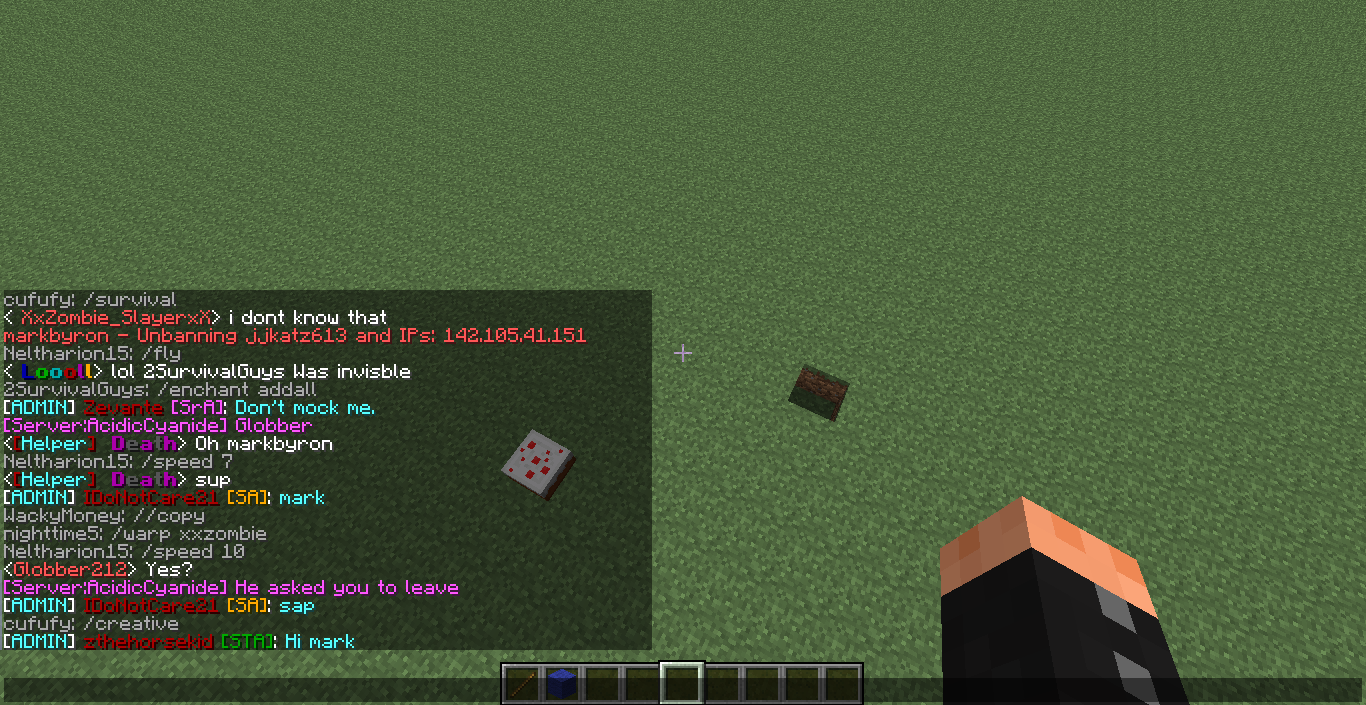 cufufy: /survival
< XxZombie_SlayerxX> i dont know that
markbyron - Unbanning jjkatz613 and IPs: 142.105.41.151
Neltharion15: /fly
< Loooll> lol 2SurvivalGuys Was invisble
2SurvivalGuys: /enchant addall
[ADMIN] Zevante [SrA]: Don't mock me.
[Server:AcidicCyanide] Globber
<[Helper] Death> Oh markbyron
Neltharion15: /speed 7
<[Helper] Death> sup
[ADMIN] IDoNotCare21 [SA]: mark
WackyMoney: //copy
nighttime5: /warp xxzombie
Neltharion15: /speed 10
<Globber212> Yes?
[Server:AcidicCyanide] He asked you to leave
[ADMIN] IDoNotCare21 [SA]: sap
cufufy: /creative
[ADMIN] zthehorsekid [STA]: Hi mark